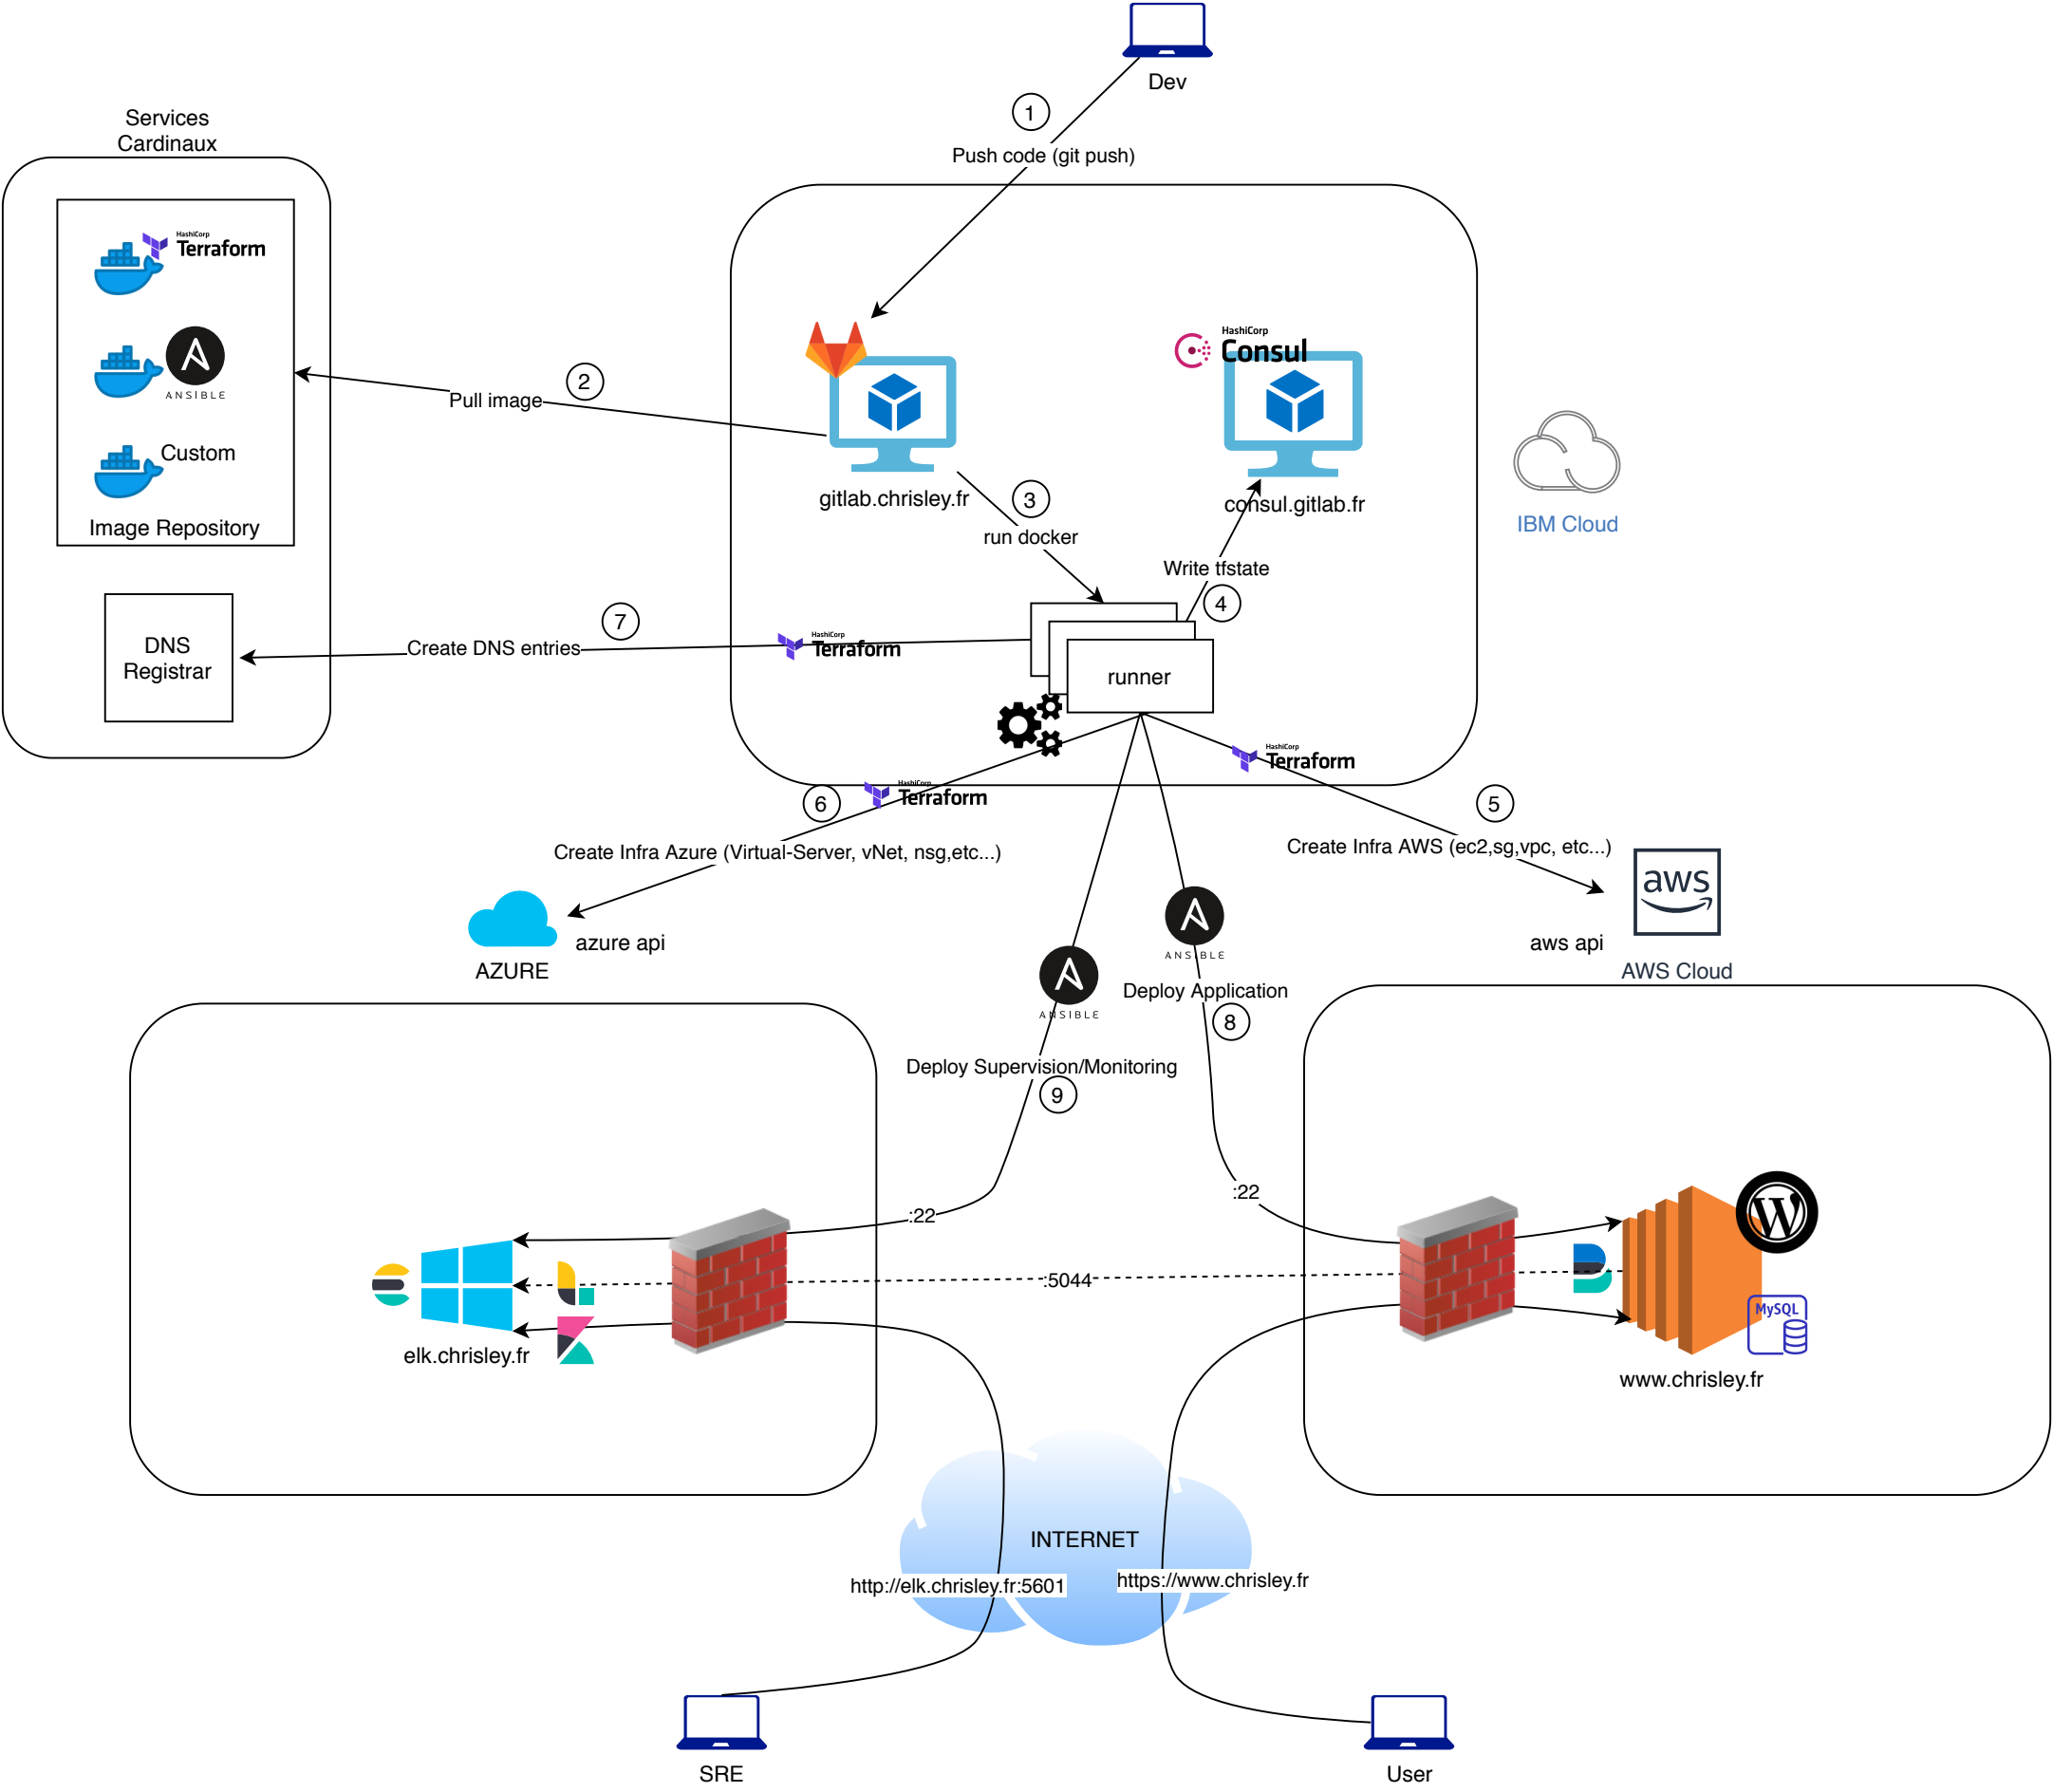 Dev
1
Push code (git push)
Services
Cardinaux
HashiCorp
Terraform
ANSIBLE
Custom
Image Repository
2
Pull image
HashiCorp
Consul
gitlab.chrisley.fr
consul.gitlab.fr
IBM Cloud
3
run docker
Write tfstate
4
DNS
Registrar
7
Create DNS entries
HashiCorp
Terraform
runner
HashiCorp
Terraform
HashiCorp
Terraform
6
5
Create Infra Azure (Virtual-Server, vNet, nsg,etc...)
Create Infra AWS (ec2,sg,vpc, etc...)
aws
azure api
AZURE
aws api
AWS Cloud
ANSIBLE
Deploy Application
8
ANSIBLE
Deploy Supervision/Monitoring
9
:22
:22
:5044
W
MySQL
elk.chrisley.fr
www.chrisley.fr
INTERNET
http://elk.chrisley.fr:5601
https://www.chrisley.fr
SRE
User